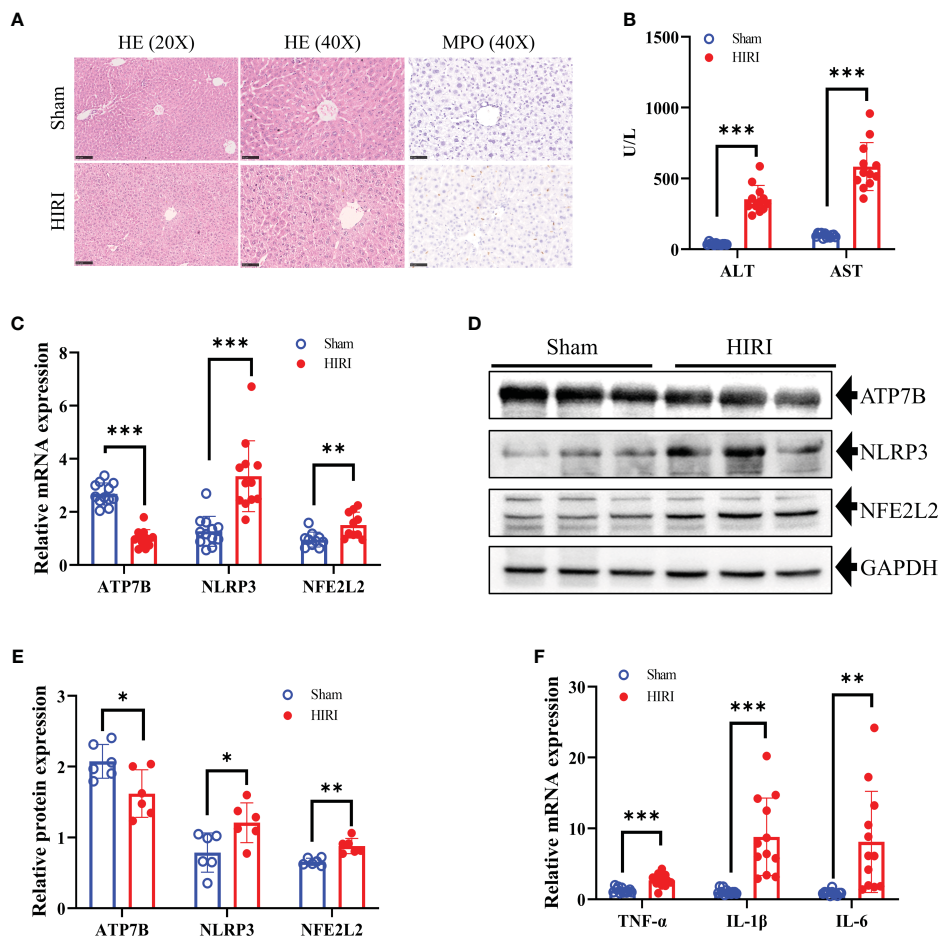 A
HE (20X) HE (40X) MPO (40X)
Sham
HIRI
B
Sham
HIRI
U/L
1500
1000
500
0
***
***
ALT AST
C
Relative mRNA expression
8
6
4
2
0
Sham
HIRI
***
***
**
ATP7B NLRP3 NFE2L2
D
Sham HIRI
ATP7B
NLRP3
NFE2L2
GAPDH
E
Relative protein expression
3
2
1
0
Sham
HIRI
*
*
**
ATP7B NLRP3 NFE2L2
F
Relative mRNA expression
30
20
10
0
Sham
HIRI
***
***
**
TNF-α IL-1β IL-6